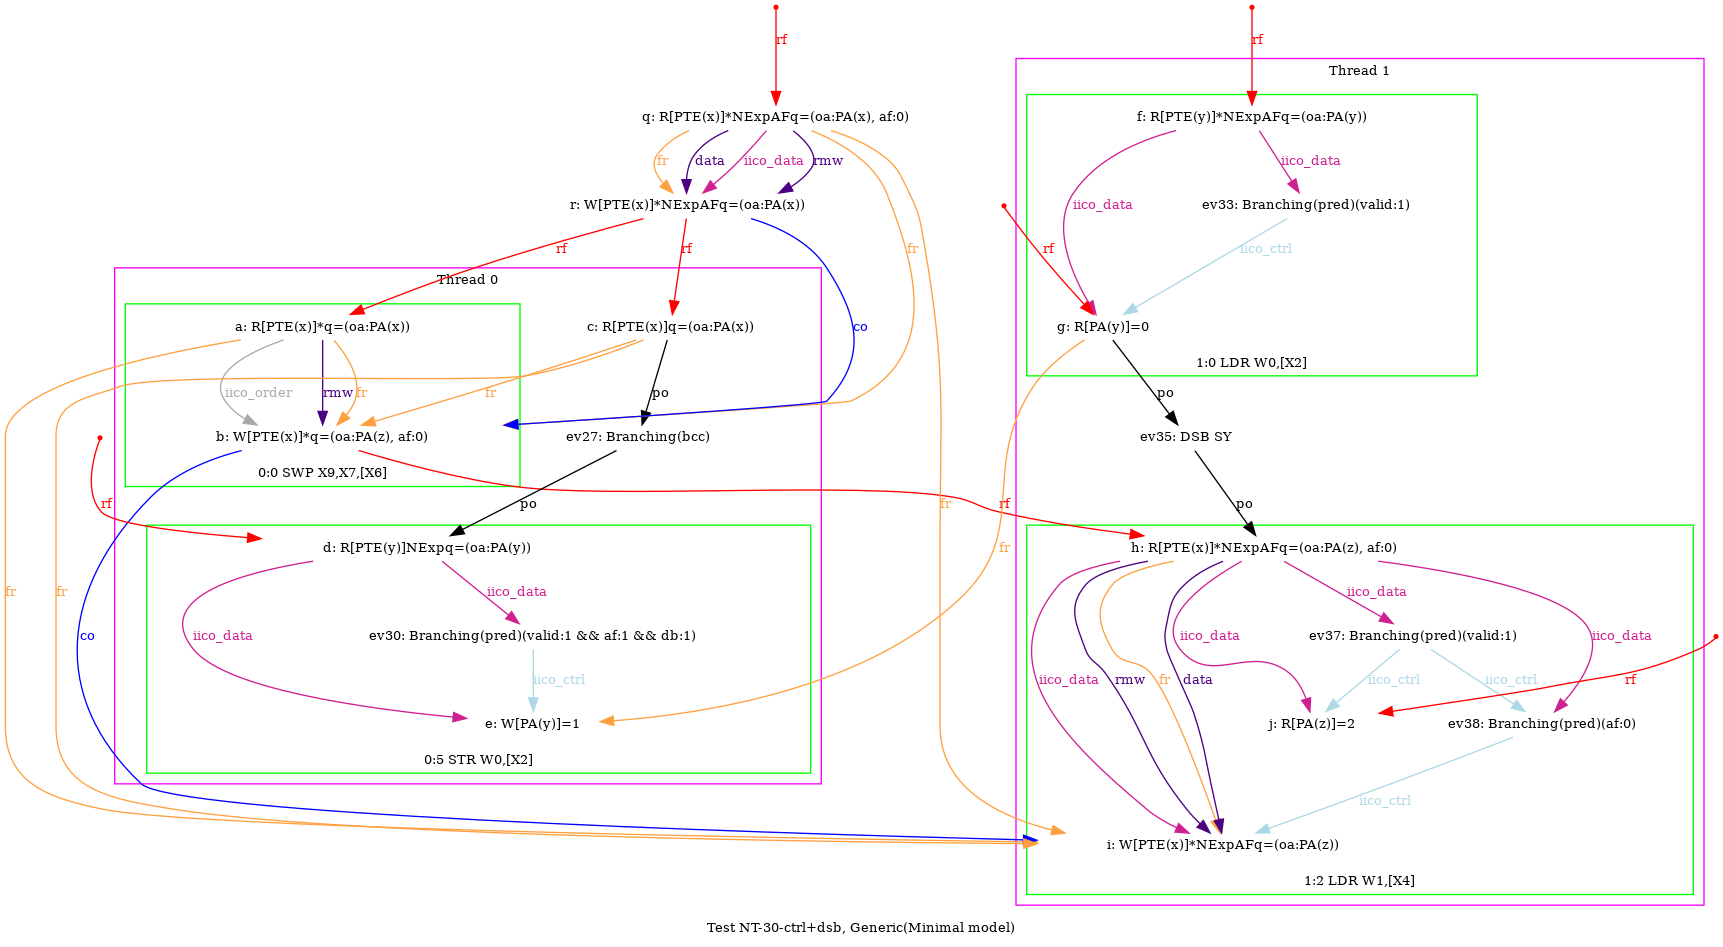 rf
rf
Thread 1
q: R[PTE(x)]*NExpAFq=(oa:PA(x), af:0)
f: R[PTE(y)]*NExpAFq=(oa:PA(y))
fr
data
iico_data
rmw
iico_data
r: W[PTE(x)]*NExpAFq=(oa:PA(x))
iico_data
ev33: Branching(pred)(valid:1)
rf
rf
fr
rf
iico_ctrl
Thread 0
a: R[PTE(x)]*q=(oa:PA(x))
c: R[PTE(x)]q=(oa:PA(x))
co
g: R[PA(y)]=0
1:0 LDR W0,[X2]
iico_order
rmw
fr
fr
po
po
b: W[PTE(x)]*q=(oa:PA(z), af:0)
ev27: Branching(bcc)
ev35: DSB SY
0:0 SWP X9,X7,[X6]
rf
po
fr
rf
po
d: R[PTE(y)]NExpq=(oa:PA(y))
fr
h: R[PTE(x)]*NExpAFq=(oa:PA(z), af:0)
fr
fr
iico_data
iico_data
co
iico_data
ev30: Branching(pred)(valid:1 && af:1 && db:1)
iico_data
ev37: Branching(pred)(valid:1)
iico_data
iico_ctrl
iico_data
rmw
fr
data
iico_ctrl
iico_ctrl
rf
e: W[PA(y)]=1
j: R[PA(z)]=2
ev38: Branching(pred)(af:0)
0:5 STR W0,[X2]
iico_ctrl
i: W[PTE(x)]*NExpAFq=(oa:PA(z))
1:2 LDR W1,[X4]
Test NT-30-ctrl+dsb, Generic(Minimal model)